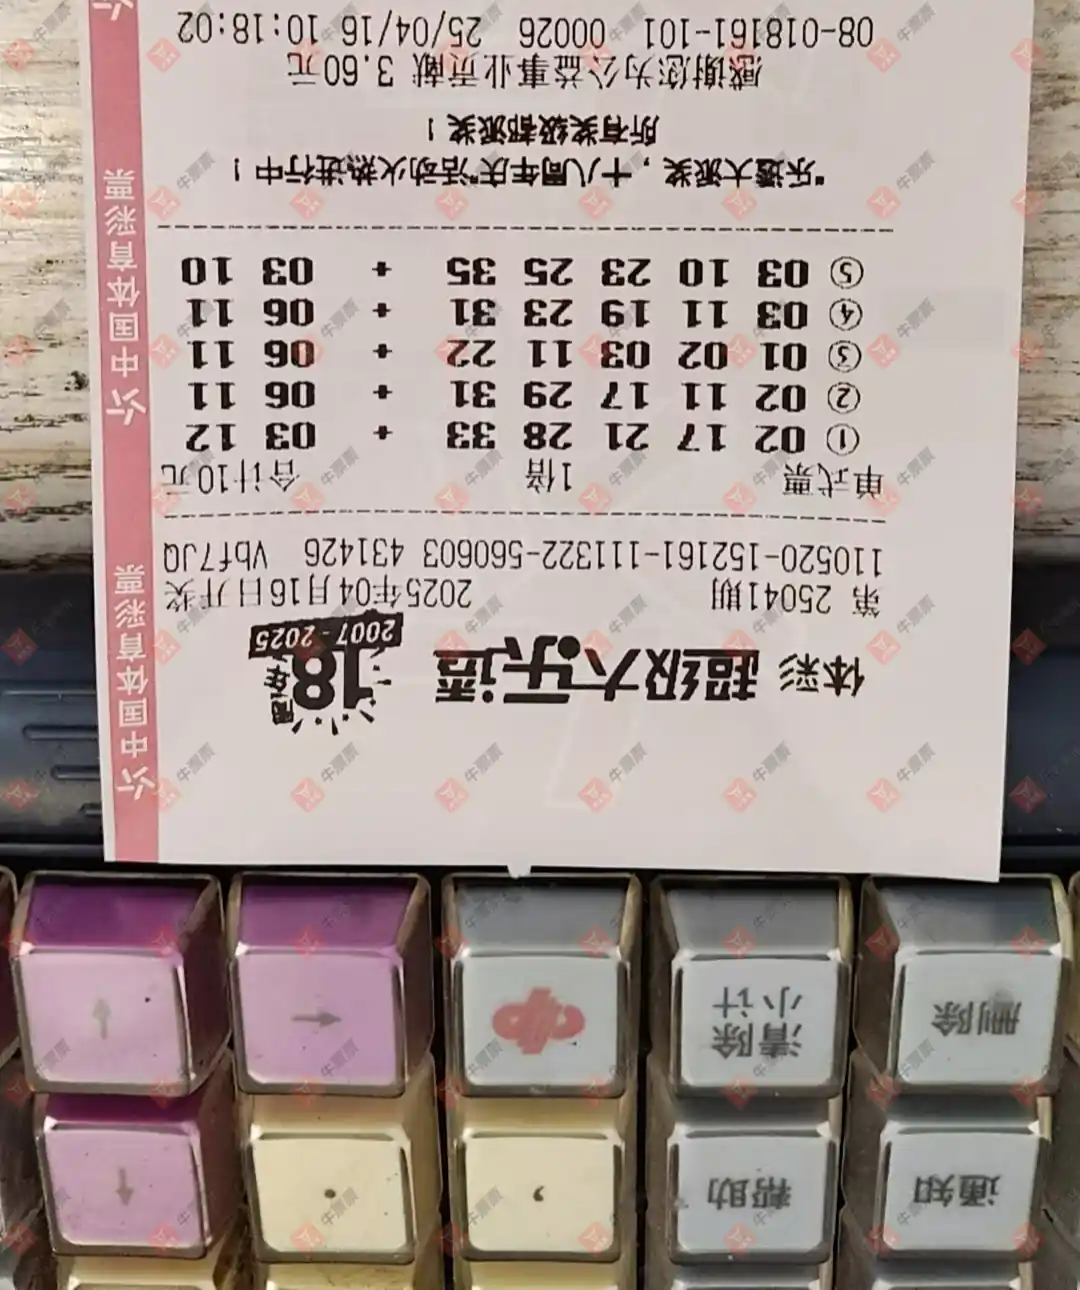 体彩 超级大乐透 18周年
2007-2025
第 25041期 2025年04月16日开奖
110520-152161-111322-560603 431426 Vbf7JQ
单式票 1倍 合计10元
① 02 17 21 28 33 + 03 12
② 02 11 17 29 31 + 06 11
③ 01 02 03 11 22 + 06 11
④ 03 11 19 23 31 + 06 11
⑤ 03 10 23 25 35 + 03 10
"乐透大派奖，十八周年庆"活动火热进行中！
所有奖级都派奖！
感谢您为公益事业贡献 3.60元
08-018161-101 00026 25/04/16 10:18:02
中国体育彩票
中国体育彩票
通知 帮助 , . ↑
删除 清除小计 → ↓
牛票票